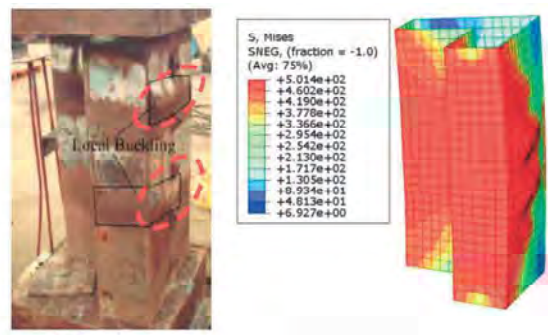 Local Buckling
S, Mises
SNEG, (fraction = -1.0)
(Avg: 75%)
+5.014e+02
+4.602e+02
+4.190e+02
+3.778e+02
+3.366e+02
+2.954e+02
+2.542e+02
+2.130e+02
+1.717e+02
+1.305e+02
+8.934e+01
+4.813e+01
+6.927e+00